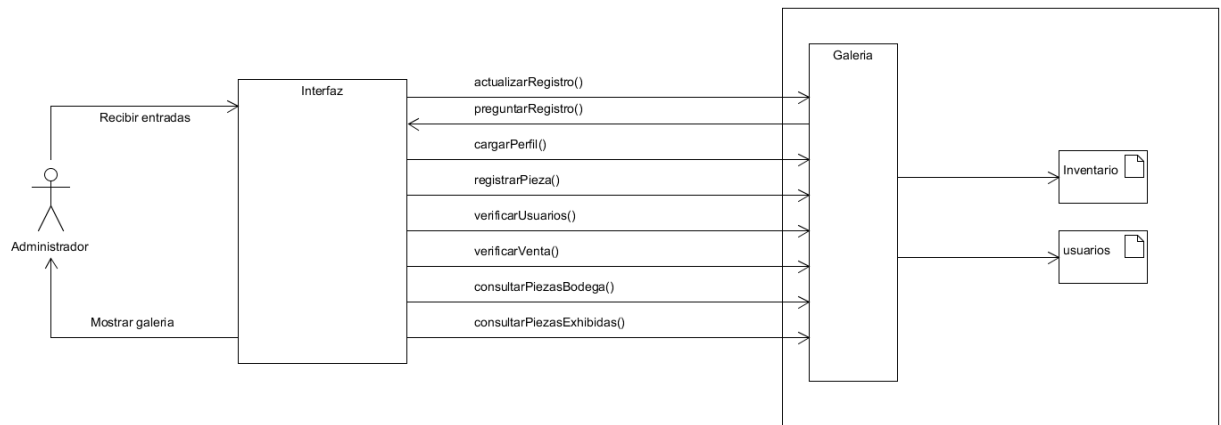 Galeria
Interfaz
actualizarRegistro()
preguntarRegistro()
Recibir entradas
cargarPerfil()
Inventario
registrarPieza()
verificarUsuarios()
Administrador
verificarVenta()
usuarios
consultarPiezasBodega()
Mostrar galeria
consultarPiezasExhibidas()